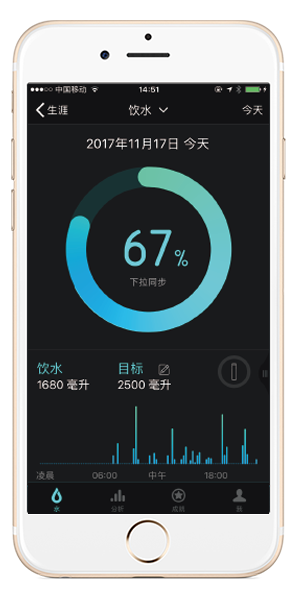 中国移动 14:51
生涯 饮水 今天
2017年11月17日 今天
67%
下拉同步
饮水 目标
1680 毫升 2500 毫升
凌晨 06:00 中午 18:00
水 分析 成就 我